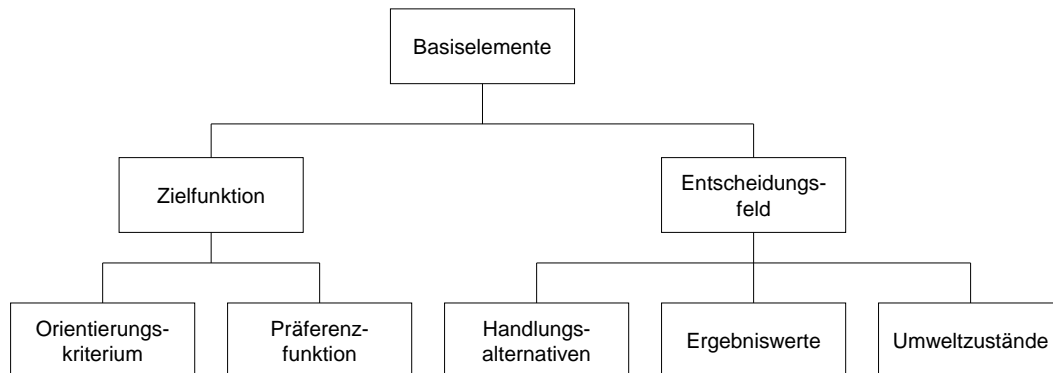 Basiselemente
Zielfunktion
Entscheidungs-
feld
Orientierungs-
kriterium
Präferenz-
funktion
Handlungs-
alternativen
Ergebniswerte
Umweltzustände